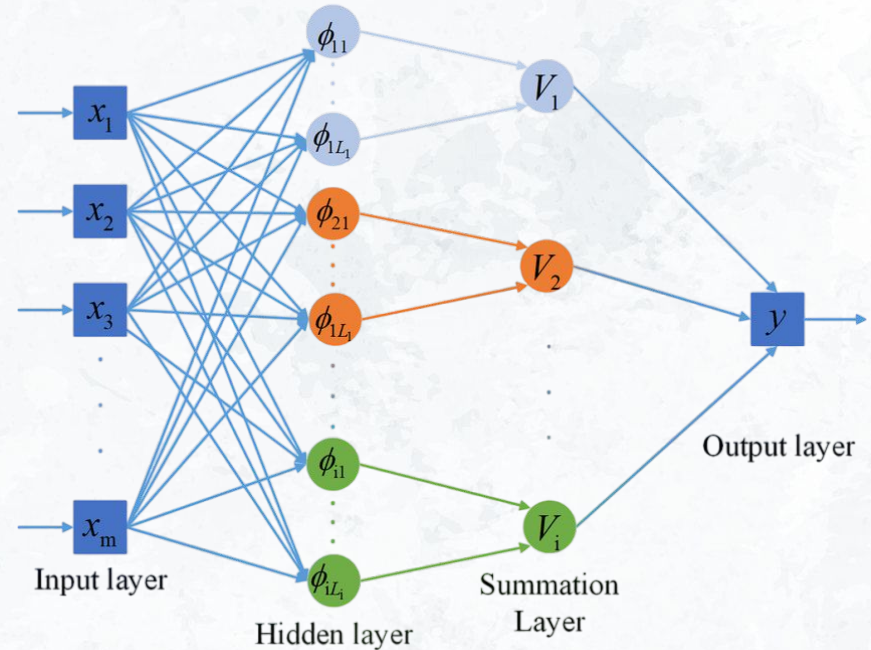 x₁
x₂
x₃
xₘ
Input layer
ϕ₁₁
ϕ₁L₁
ϕ₂₁
ϕ₁L₁
ϕᵢ₁
ϕᵢLᵢ
Hidden layer
V₁
V₂
Vᵢ
Summation
Layer
y
Output layer